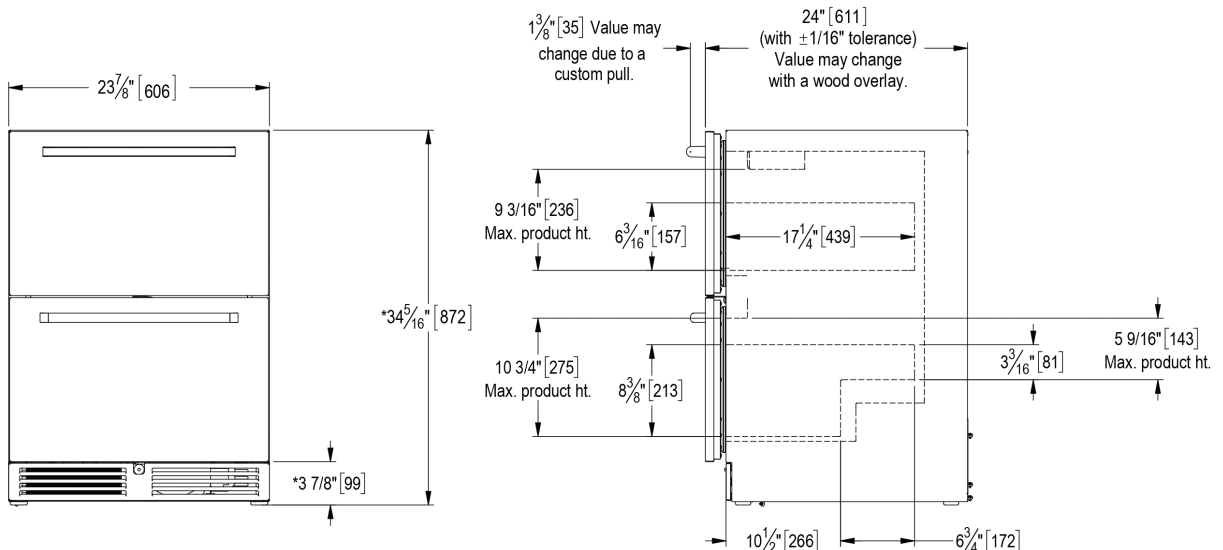 23 7/8" [606]
*34 5/16" [872]
*3 7/8" [99]
1 3/8" [35] Value may
change due to a
custom pull.
24" [611]
(with ±1/16" tolerance)
Value may change
with a wood overlay.
9 3/16" [236]
Max. product ht.
6 3/16" [157]
17 1/4" [439]
10 3/4" [275]
Max. product ht.
8 3/8" [213]
3 3/16" [81]
5 9/16" [143]
Max. product ht.
10 1/2" [266]
6 3/4" [172]